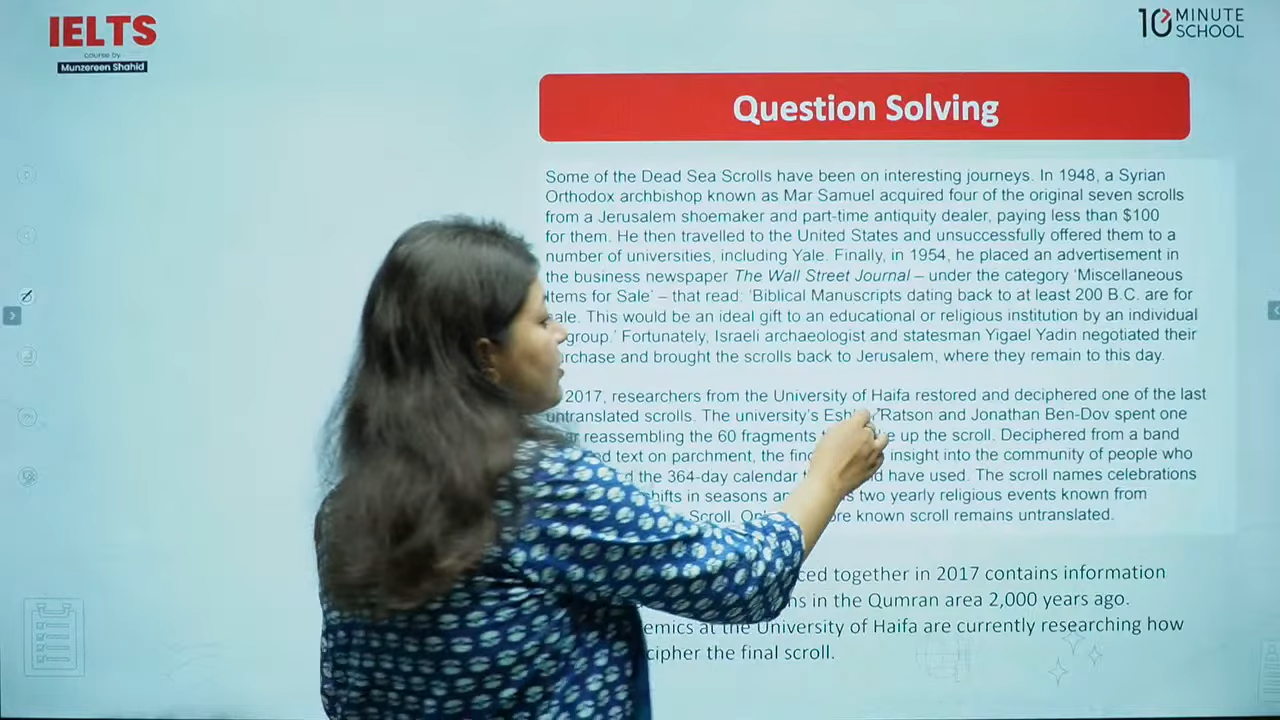 IELTS
course by
Munzereen Shahid
10 MINUTE
SCHOOL
Question Solving
Some of the Dead Sea Scrolls have been on interesting journeys. In 1948, a Syrian
Orthodox archbishop known as Mar Samuel acquired four of the original seven scrolls
from a Jerusalem shoemaker and part-time antiquity dealer, paying less than $100
for them. He then travelled to the United States and unsuccessfully offered them to a
number of universities, including Yale. Finally, in 1954, he placed an advertisement in
the business newspaper The Wall Street Journal – under the category 'Miscellaneous
Items for Sale' – that read: 'Biblical Manuscripts dating back to at least 200 B.C. are for
sale. This would be an ideal gift to an educational or religious institution by an individual
group.' Fortunately, Israeli archaeologist and statesman Yigael Yadin negotiated their
purchase and brought the scrolls back to Jerusalem, where they remain to this day.
2017, researchers from the University of Haifa restored and deciphered one of the last
untranslated scrolls. The university's Ratson and Jonathan Ben-Dov spent one
reassembling the 60 fragments up the scroll. Deciphered from a band
text on parchment, the insight into the community of people who
the 364-day calendar have used. The scroll names celebrations
shifts in seasons two yearly religious events known from
Scroll. known scroll remains untranslated.
together in 2017 contains information
in the Qumran area 2,000 years ago.
at the University of Haifa are currently researching how
the final scroll.